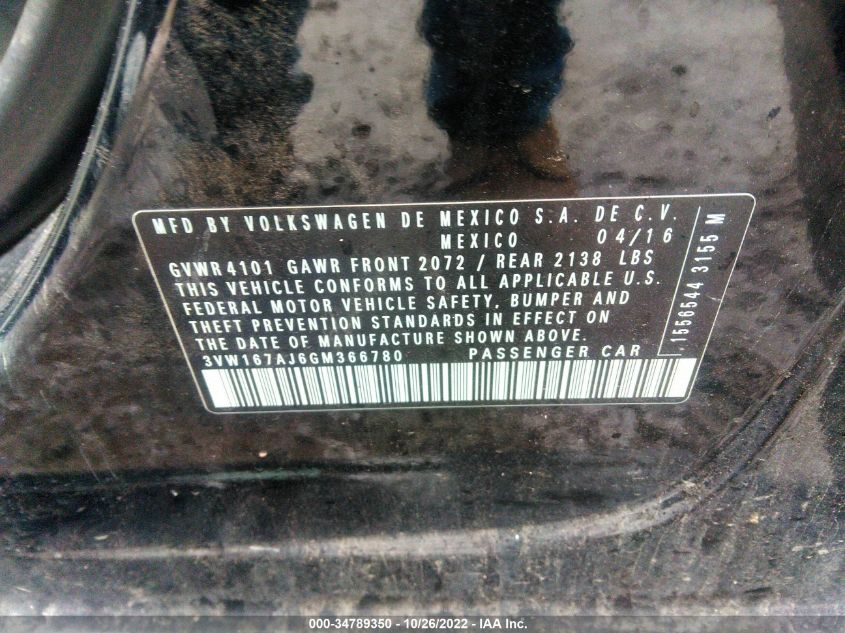 MFD BY VOLKSWAGEN DE MEXICO S.A. DE C.V.
MEXICO 04/16
GVWR 4101 GAWR FRONT 2072 / REAR 2138 LBS
THIS VEHICLE CONFORMS TO ALL APPLICABLE U.S.
FEDERAL MOTOR VEHICLE SAFETY, BUMPER AND
THEFT PREVENTION STANDARDS IN EFFECT ON
THE DATE OF MANUFACTURE SHOWN ABOVE.
3VW167AJ6GM366780 PASSENGER CAR
1556544 3155 M
000-34789350 - 10/26/2022 - IAA Inc.